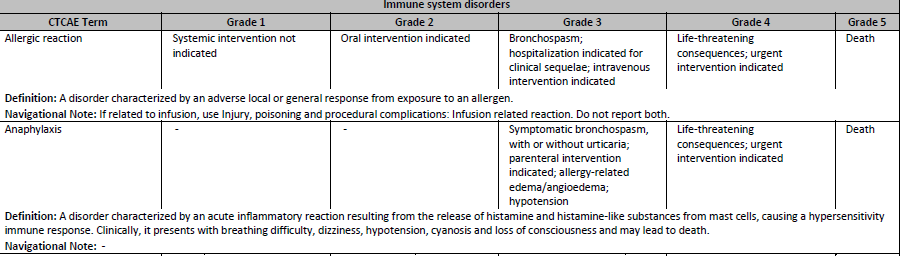 Immune system disorders
CTCAE Term Grade 1 Grade 2 Grade 3 Grade 4 Grade 5
Allergic reaction Systemic intervention not Oral intervention indicated Bronchospasm; Life-threatening Death
indicated hospitalization indicated for consequences; urgent
clinical sequelae; intravenous intervention indicated
intervention indicated
Definition: A disorder characterized by an adverse local or general response from exposure to an allergen.
Navigational Note: If related to infusion, use Injury, poisoning and procedural complications: Infusion related reaction. Do not report both.
Anaphylaxis - - Symptomatic bronchospasm, Life-threatening Death
with or without urticaria; consequences; urgent
parenteral intervention intervention indicated
indicated; allergy-related
edema/angioedema;
hypotension
Definition: A disorder characterized by an acute inflammatory reaction resulting from the release of histamine and histamine-like substances from mast cells, causing a hypersensitivity
immune response. Clinically, it presents with breathing difficulty, dizziness, hypotension, cyanosis and loss of consciousness and may lead to death.
Navigational Note: -